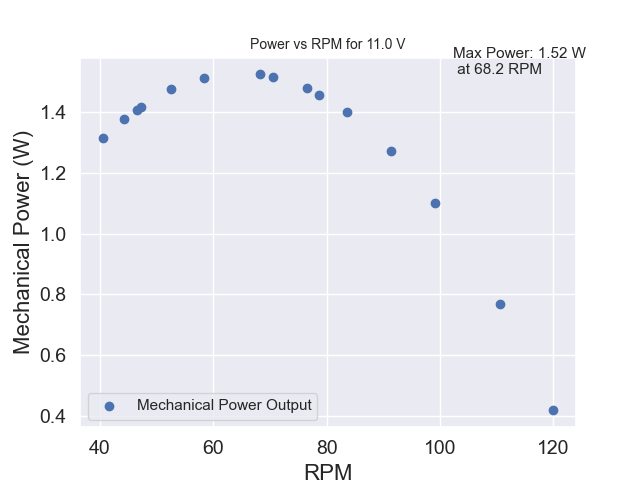 Power vs RPM for 11.0 V
Max Power: 1.52 W
at 68.2 RPM
Mechanical Power (W)
1.4
1.2
1.0
0.8
0.6
0.4
Mechanical Power Output
40
60
80
100
120
RPM